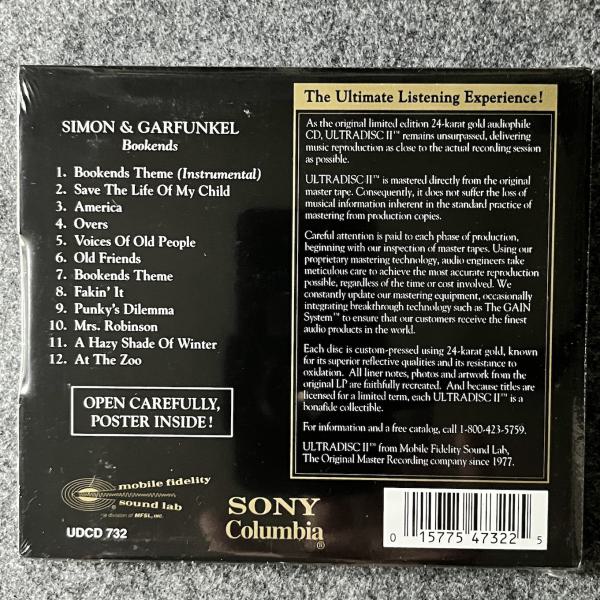 SIMON & GARFUNKEL
Bookends
1. Bookends Theme (Instrumental)
2. Save The Life Of My Child
3. America
4. Overs
5. Voices Of Old People
6. Old Friends
7. Bookends Theme
8. Fakin' It
9. Punky's Dilemma
10. Mrs. Robinson
11. A Hazy Shade Of Winter
12. At The Zoo
OPEN CAREFULLY,
POSTER INSIDE!
mobile fidelity
sound lab
a division of MFSL, INC.
UDCD 732
SONY
Columbia
®
The Ultimate Listening Experience!
As the original limited edition 24-karat gold audiophile
CD, ULTRADISC II™ remains unsurpassed, delivering
music reproduction as close to the actual recording session
as possible.
ULTRADISC II™ is mastered directly from the original
master tape. Consequently, it does not suffer the loss of
musical information inherent in the standard practice of
mastering from production copies.
Careful attention is paid to each phase of production,
beginning with our inspection of master tapes. Using our
proprietary mastering technology, audio engineers take
meticulous care to achieve the most accurate reproduction
possible, regardless of the time or cost involved. We
constantly update our mastering equipment, occasionally
integrating breakthrough technology such as The GAIN
System™ to ensure that our customers receive the finest
audio products in the world.
Each disc is custom-pressed using 24-karat gold, known
for its superior reflective qualities and its resistance to
oxidation. All liner notes, photos and artwork from the
original LP are faithfully recreated. And because titles are
licensed for a limited term, each ULTRADISC II™ is a
bonafide collectible.
For information and a free catalog, call 1-800-423-5759.
ULTRADISC II™ from Mobile Fidelity Sound Lab,
The Original Master Recording company since 1977.
0 15775 47322 5